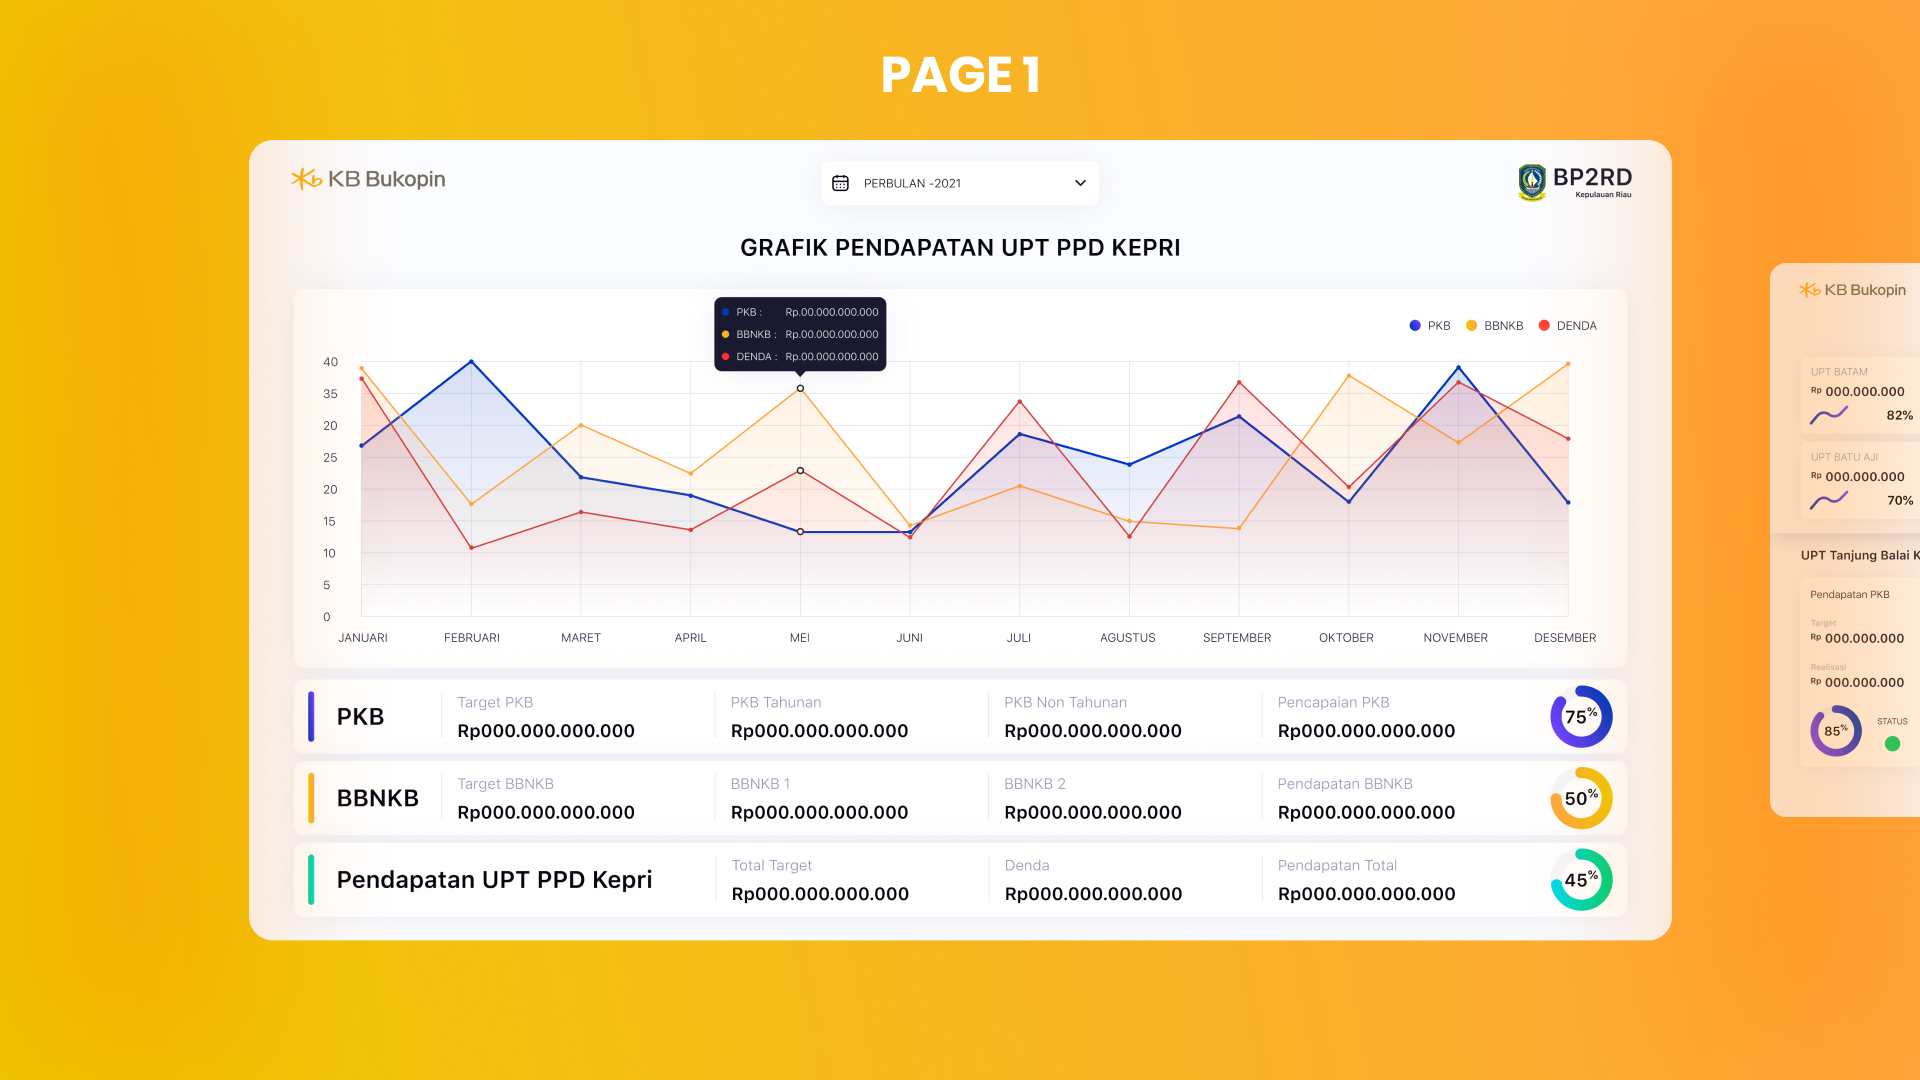 PAGE 1
KB Bukopin
PERBULAN -2021
BP2RD
Kepulauan Riau
GRAFIK PENDAPATAN UPT PPD KEPRI
PKB : Rp.00.000.000.000
BBNKB : Rp.00.000.000.000
DENDA : Rp.00.000.000.000
PKB BBNKB DENDA
40
35
20
25
20
15
10
5
0
JANUARI FEBRUARI MARET APRIL MEI JUNI JULI AGUSTUS SEPTEMBER OKTOBER NOVEMBER DESEMBER
PKB
Target PKB
Rp000.000.000.000
PKB Tahunan
Rp000.000.000.000
PKB Non Tahunan
Rp000.000.000.000
Pencapaian PKB
Rp000.000.000.000
75%
BBNKB
Target BBNKB
Rp000.000.000.000
BBNKB 1
Rp000.000.000.000
BBNKB 2
Rp000.000.000.000
Pendapatan BBNKB
Rp000.000.000.000
50%
Pendapatan UPT PPD Kepri
Total Target
Rp000.000.000.000
Denda
Rp000.000.000.000
Pendapatan Total
Rp000.000.000.000
45%
KB Bukopin
UPT BATAM
Rp 000.000.000
82%
UPT BATU AJI
Rp 000.000.000
70%
UPT Tanjung Balai K
Pendapatan PKB
Target
Rp 000.000.000
Realisasi
Rp 000.000.000
85%
STATUS